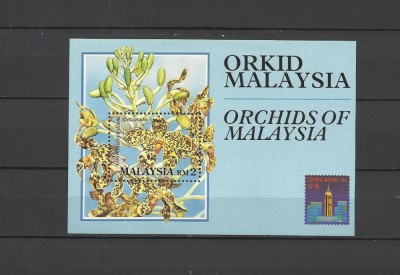 ORKID
MALAYSIA
ORCHIDS OF
MALAYSIA
MALAYSIA RM2